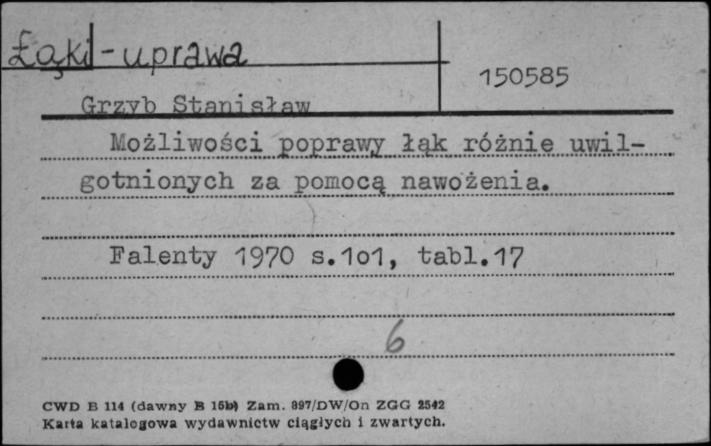 Łąki-uprawa
150585
Grzyb Stanisław
Możliwości poprawy łąk różnie uwil-
gotnionych za pomocą nawożenia.
Falenty 1970 s.1o1, tabl.17
6
CWD B 114 (dawny B 15b) Zam. 897/DW/On ZGG 2542
Karta katalogowa wydawnictw ciągłych i zwartych.